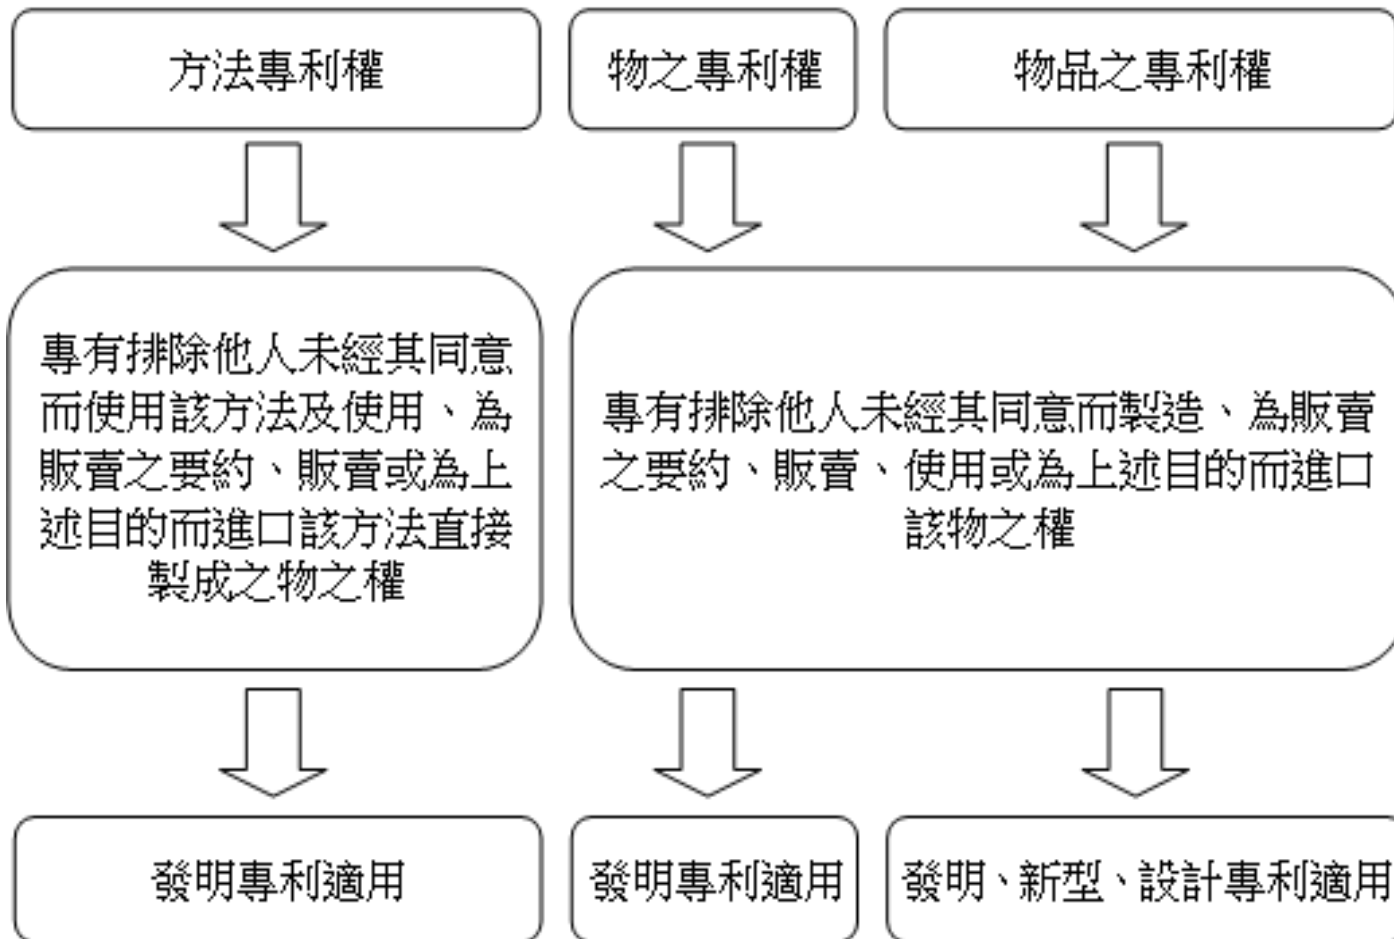 方法專利權
物之專利權
物品之專利權
專有排除他人未經其同意
而使用該方法及使用、為
販賣之要約、販賣或為上
述目的而進口該方法直接
製成之物之權
專有排除他人未經其同意而製造、為販賣
之要約、販賣、使用或為上述目的而進口
該物之權
發明專利適用
發明專利適用
發明、新型、設計專利適用